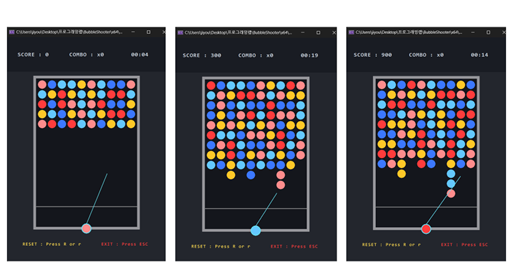 C:\Users\giyou\Desktop\프로그래밍랩\BubbleShooter\x64\
SCORE : 0 COMBO : x0 00:04
RESET : Press R or r EXIT : Press ESC
C:\Users\giyou\Desktop\프로그래밍랩\BubbleShooter\x64\
SCORE : 300 COMBO : x0 00:19
RESET : Press R or r EXIT : Press ESC
C:\Users\giyou\Desktop\프로그래밍랩\BubbleShooter\x64\
SCORE : 900 COMBO : x0 00:14
RESET : Press R or r EXIT : Press ESC